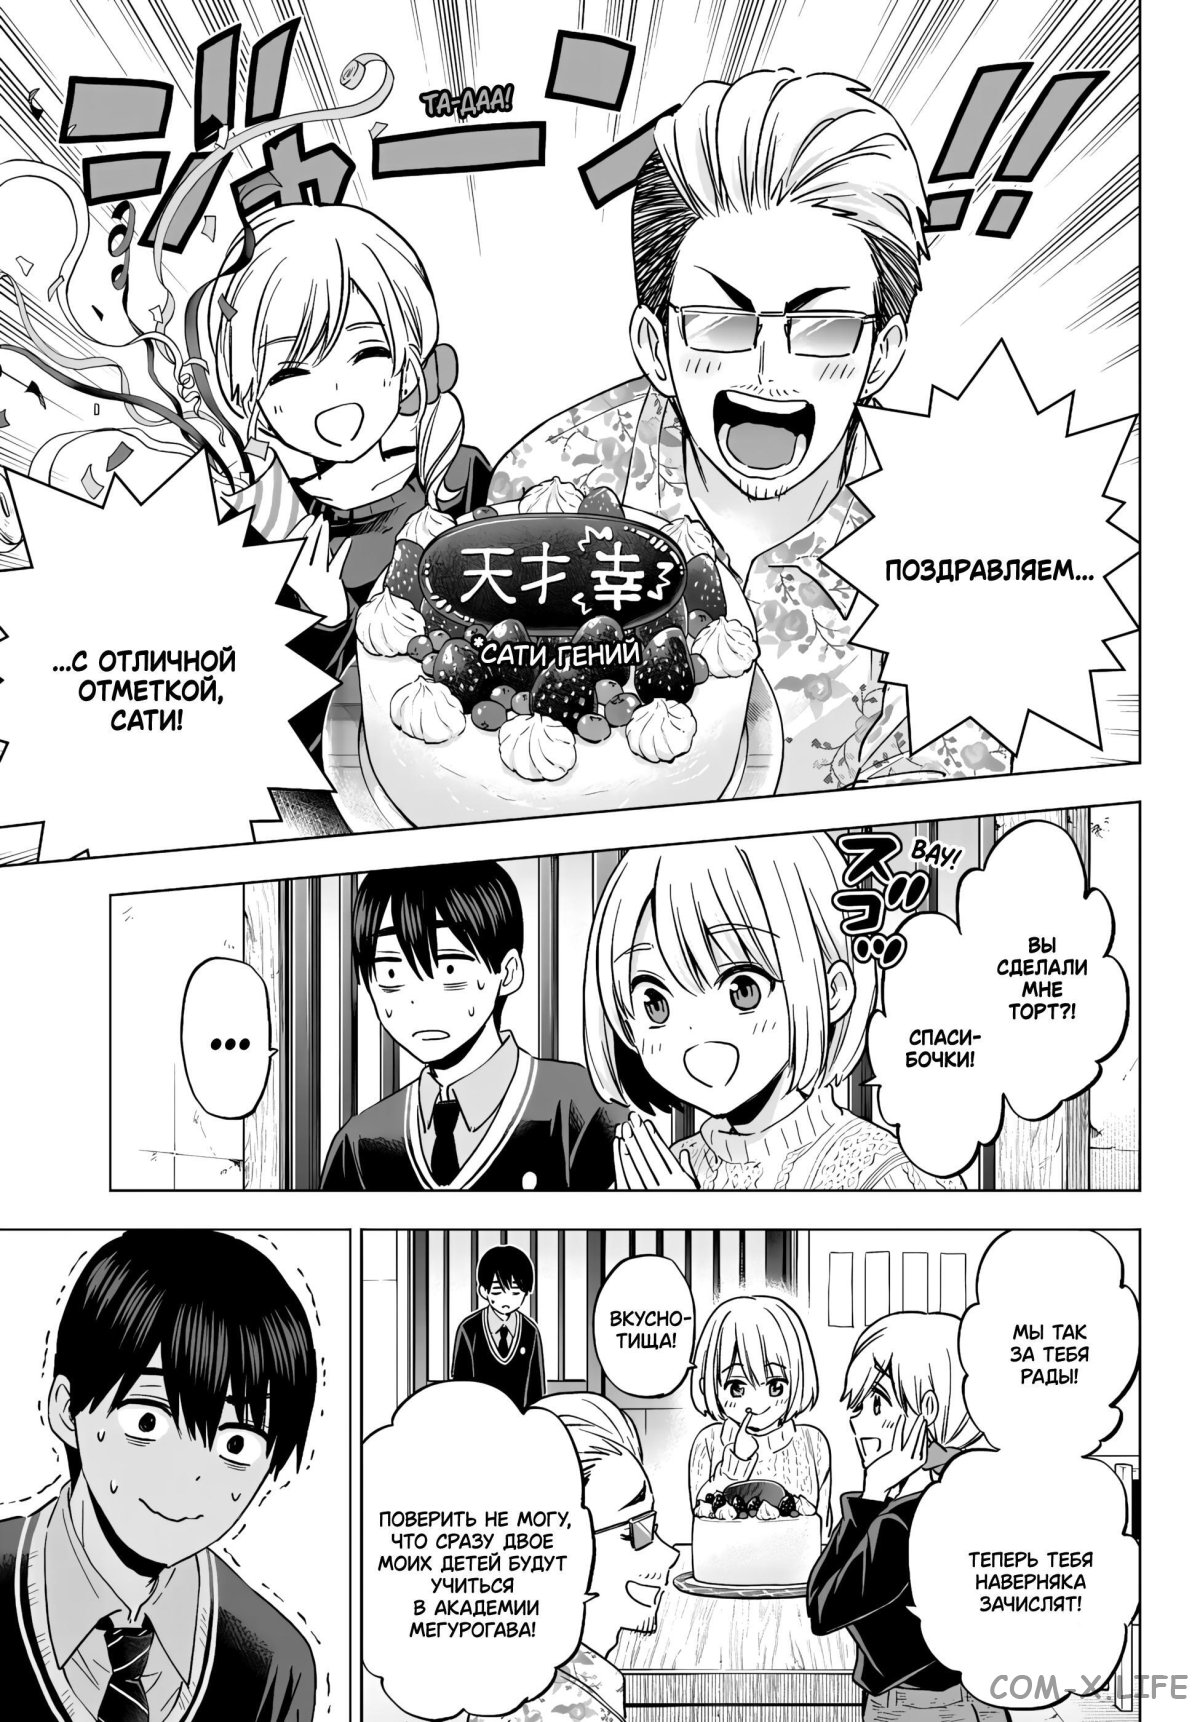 ジャーン!!
ТА-ДАА!
ПОЗДРАВЛЯЕМ...
天才幸
*САТИ ГЕНИЙ
...С ОТЛИЧНОЙ
ОТМЕТКОЙ,
САТИ!
ВАУ!
スコッ
ВЫ
СДЕЛАЛИ
МНЕ
ТОРТ?!
СПАСИ-
БОЧКИ!
...
МЫ ТАК
ЗА ТЕБЯ
РАДЫ!
ТЕПЕРЬ ТЕБЯ
НАВЕРНЯКА
ЗАЧИСЛЯТ!
ВКУСНО-
ТИЩА!
ПОВЕРИТЬ НЕ МОГУ,
ЧТО СРАЗУ ДВОЕ
МОИХ ДЕТЕЙ БУДУТ
УЧИТЬСЯ
В АКАДЕМИИ
МЕГУРОГАВА!
COM-X.LIFE